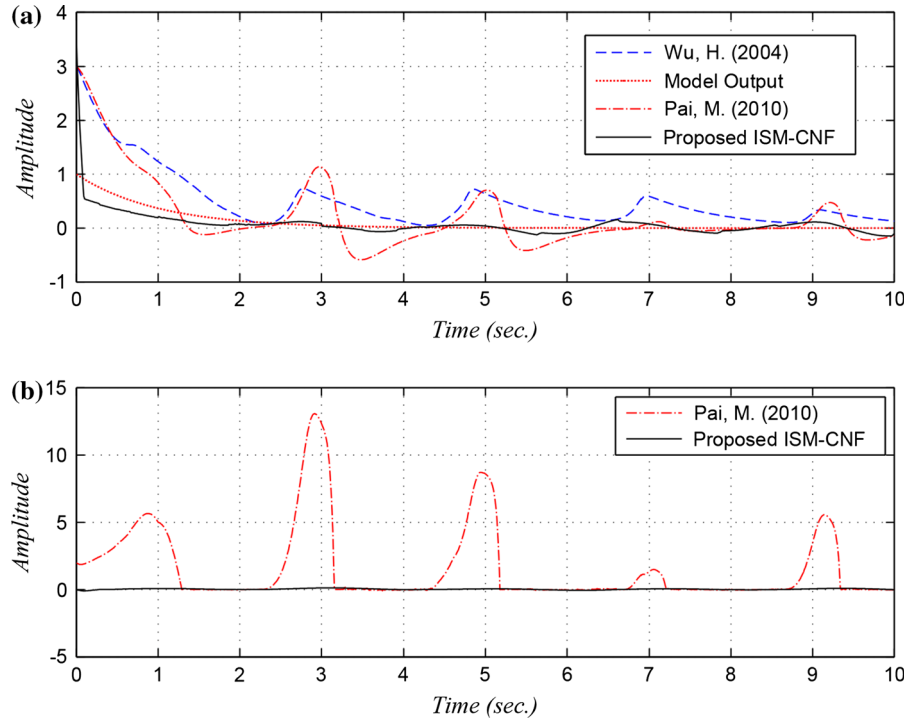 (a)
4
3
2
1
0
-1
Amplitude
Wu, H. (2004)
Model Output
Pai, M. (2010)
Proposed ISM-CNF
0 1 2 3 4 5 6 7 8 9 10
Time (sec.)
(b)
15
10
5
0
-5
Amplitude
Pai, M. (2010)
Proposed ISM-CNF
0 1 2 3 4 5 6 7 8 9 10
Time (sec.)